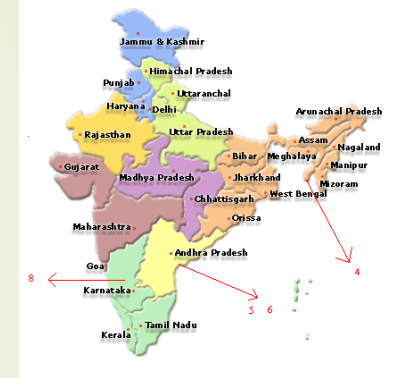 Jammu & Kashmir
Himachal Pradesh
Punjab
Uttaranchal
Haryana
Delhi
Arunachal Pradesh
Rajasthan
Uttar Pradesh
Assam
Nagaland
Bihar
Meghalaya
Manipur
Gujarat
Madhya Pradesh
Jharkhand
Mizoram
West Bengal
Chhattisgarh
Orissa
Maharashtra
Andhra Pradesh
Goa
4
8
Karnataka
5 6
Tamil Nadu
Kerala